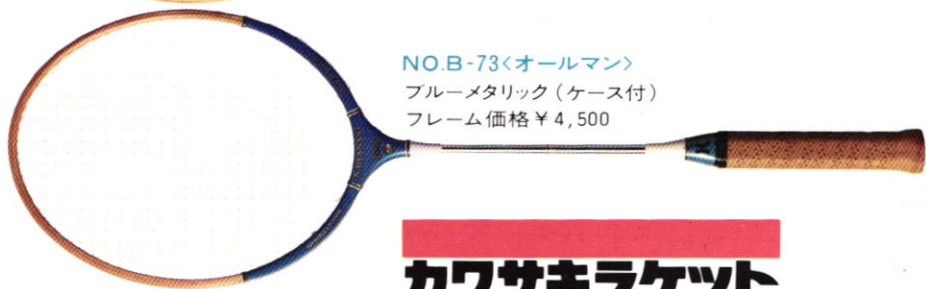 NO.B-73<オールマン>
ブルーメタリック(ケース付)
フレーム価格¥4,500
カワサキラケット